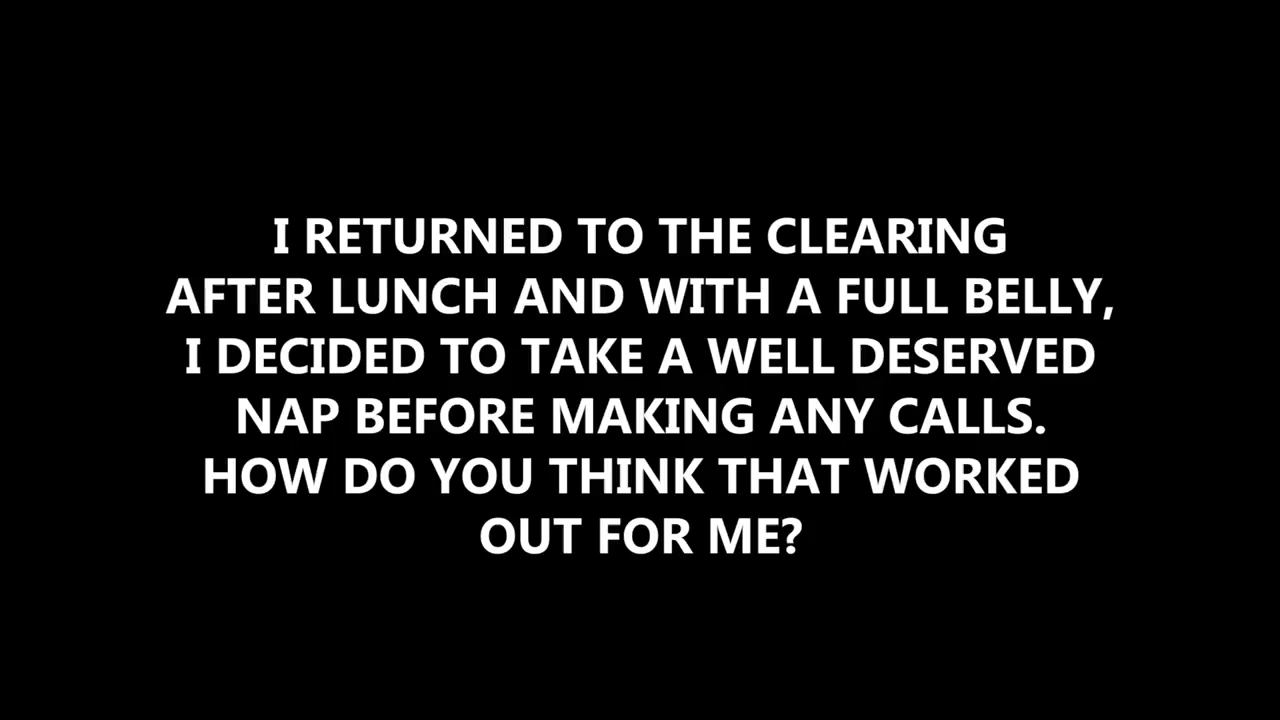 I RETURNED TO THE CLEARING
AFTER LUNCH AND WITH A FULL BELLY,
I DECIDED TO TAKE A WELL DESERVED
NAP BEFORE MAKING ANY CALLS.
HOW DO YOU THINK THAT WORKED
OUT FOR ME?